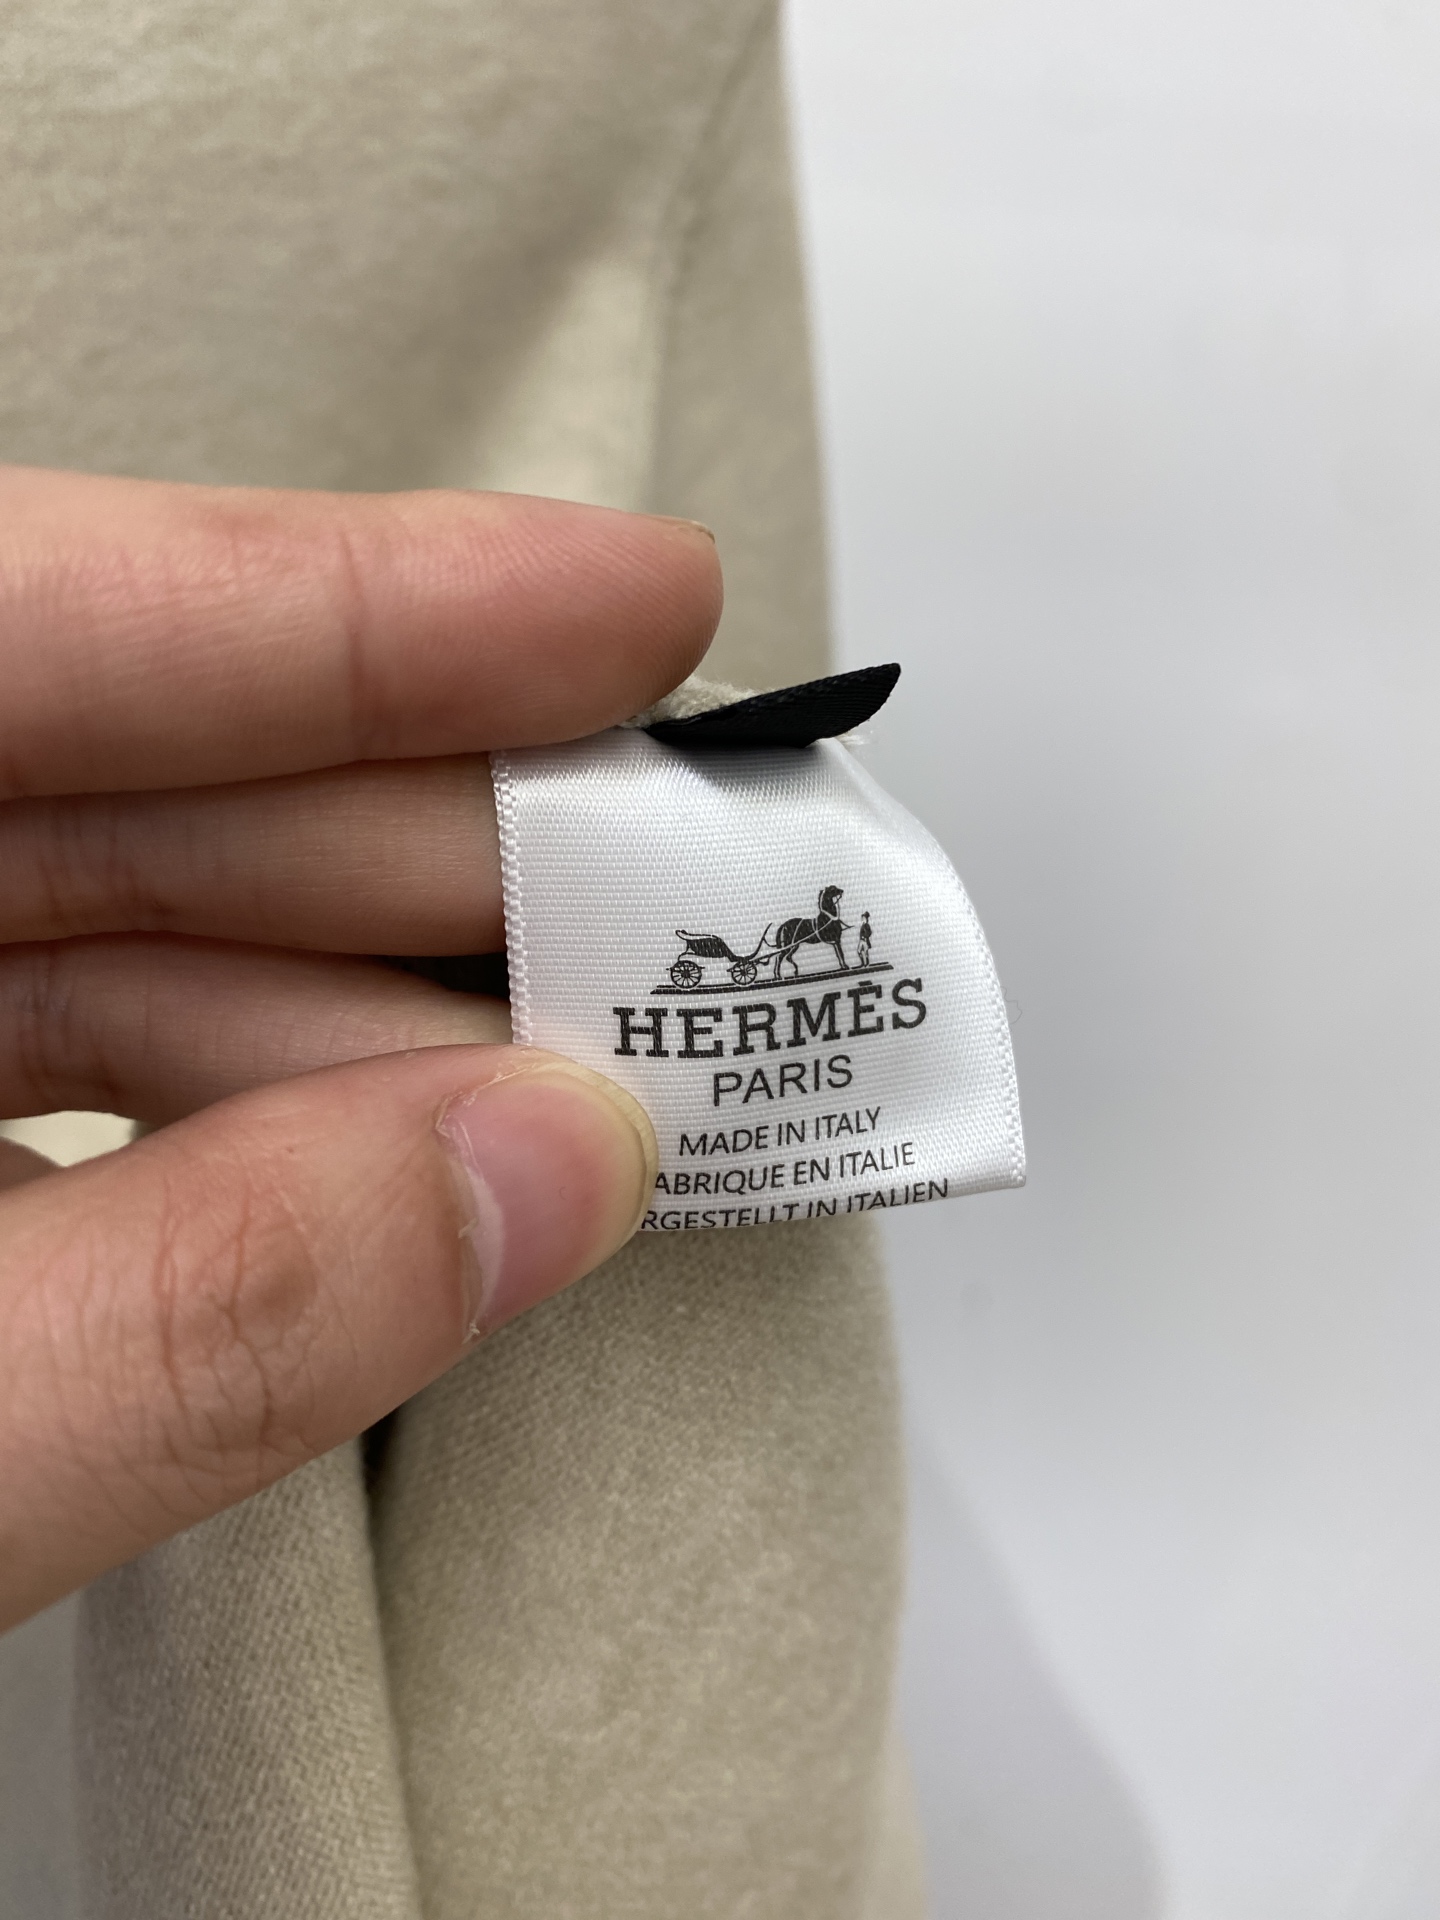 HERMÈS
PARIS
MADE IN ITALY
ABRIQUE EN ITALIE
RGESTELLT IN ITALIEN